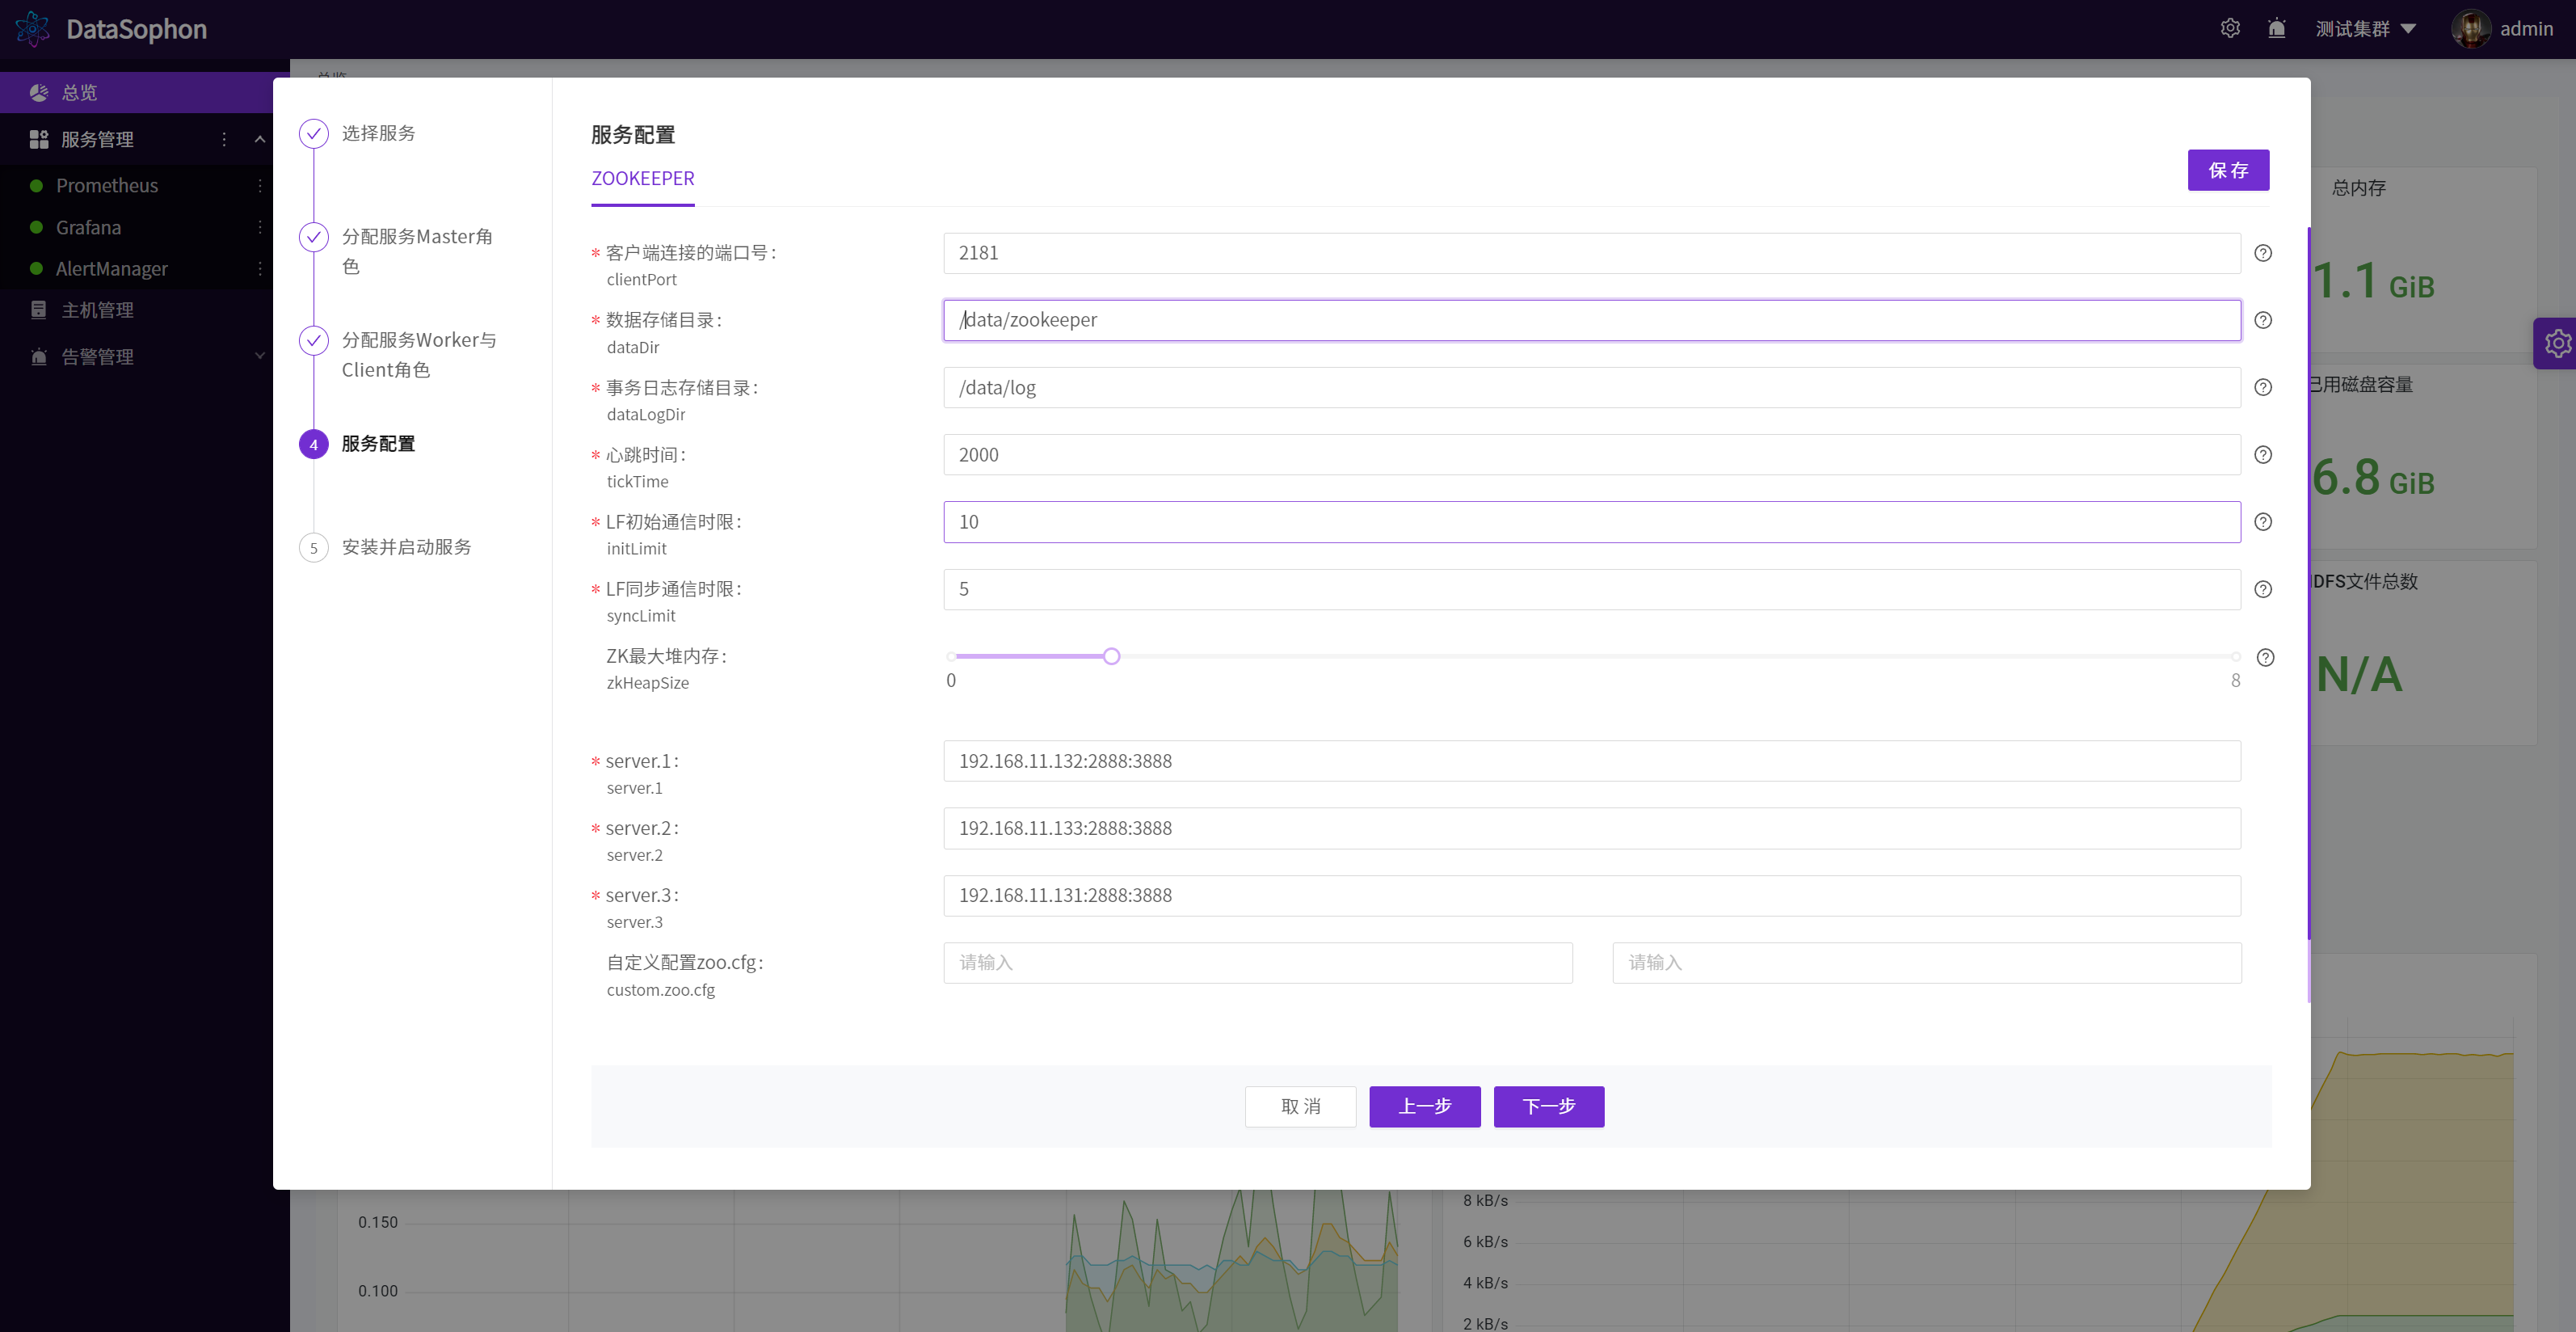 DataSophon
测试集群
admin
总览
总览
服务管理
Prometheus
Grafana
AlertManager
主机管理
告警管理
选择服务
分配服务Master角
色
分配服务Worker与
Client角色
4
服务配置
5
安装并启动服务
服务配置
ZOOKEEPER
保 存
* 客户端连接的端口号：
clientPort
2181
* 数据存储目录：
dataDir
/data/zookeeper
* 事务日志存储目录：
dataLogDir
/data/log
* 心跳时间：
tickTime
2000
* LF初始通信时限：
initLimit
10
* LF同步通信时限：
syncLimit
5
ZK最大堆内存：
zkHeapSize
0
8
* server.1：
server.1
192.168.11.132:2888:3888
* server.2：
server.2
192.168.11.133:2888:3888
* server.3：
server.3
192.168.11.131:2888:3888
自定义配置zoo.cfg：
custom.zoo.cfg
请输入
请输入
取 消
上一步
下一步
总内存
1.1 GiB
已用磁盘容量
6.8 GiB
DFS文件总数
N/A
0.150
0.100
8 kB/s
6 kB/s
4 kB/s
2 kB/s